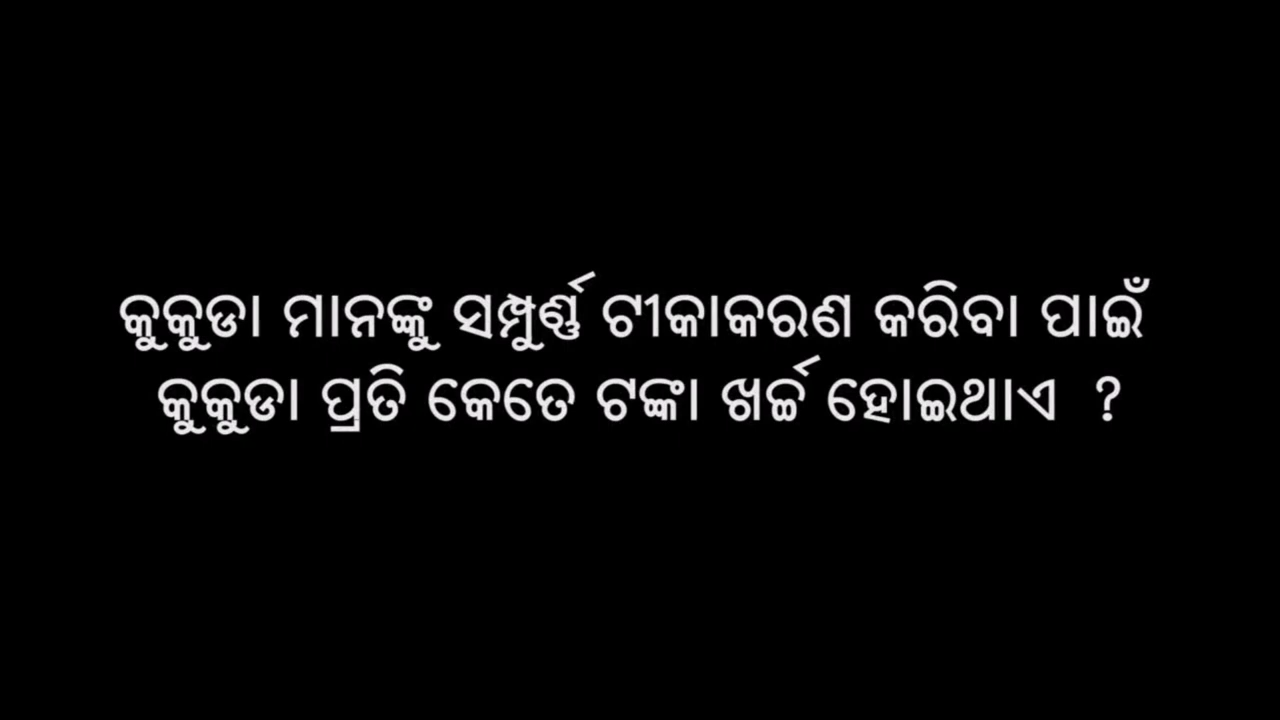 କୁକୁଡା ମାନଙ୍କୁ ସମ୍ପୁର୍ଣ୍ଣ ଟୀକାକରଣ କରିବା ପାଇଁ
କୁକୁଡା ପ୍ରତି କେତେ ଟଙ୍କା ଖର୍ଚ୍ଚ ହୋଇଥାଏ ?